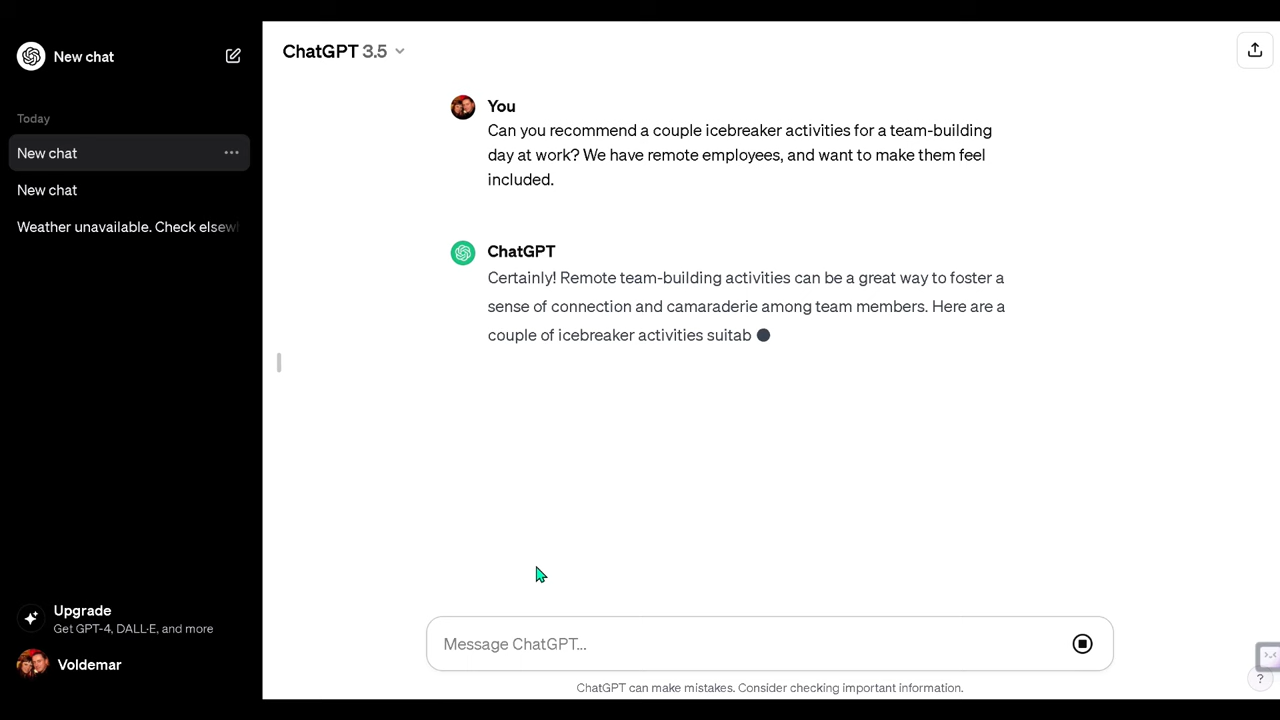 New chat
Today
New chat
New chat
Weather unavailable. Check elsew
Upgrade
Get GPT-4, DALL·E, and more
Voldemar
ChatGPT 3.5
You
Can you recommend a couple icebreaker activities for a team-building
day at work? We have remote employees, and want to make them feel
included.
ChatGPT
Certainly! Remote team-building activities can be a great way to foster a
sense of connection and camaraderie among team members. Here are a
couple of icebreaker activities suitab
Message ChatGPT...
ChatGPT can make mistakes. Consider checking important information.
?